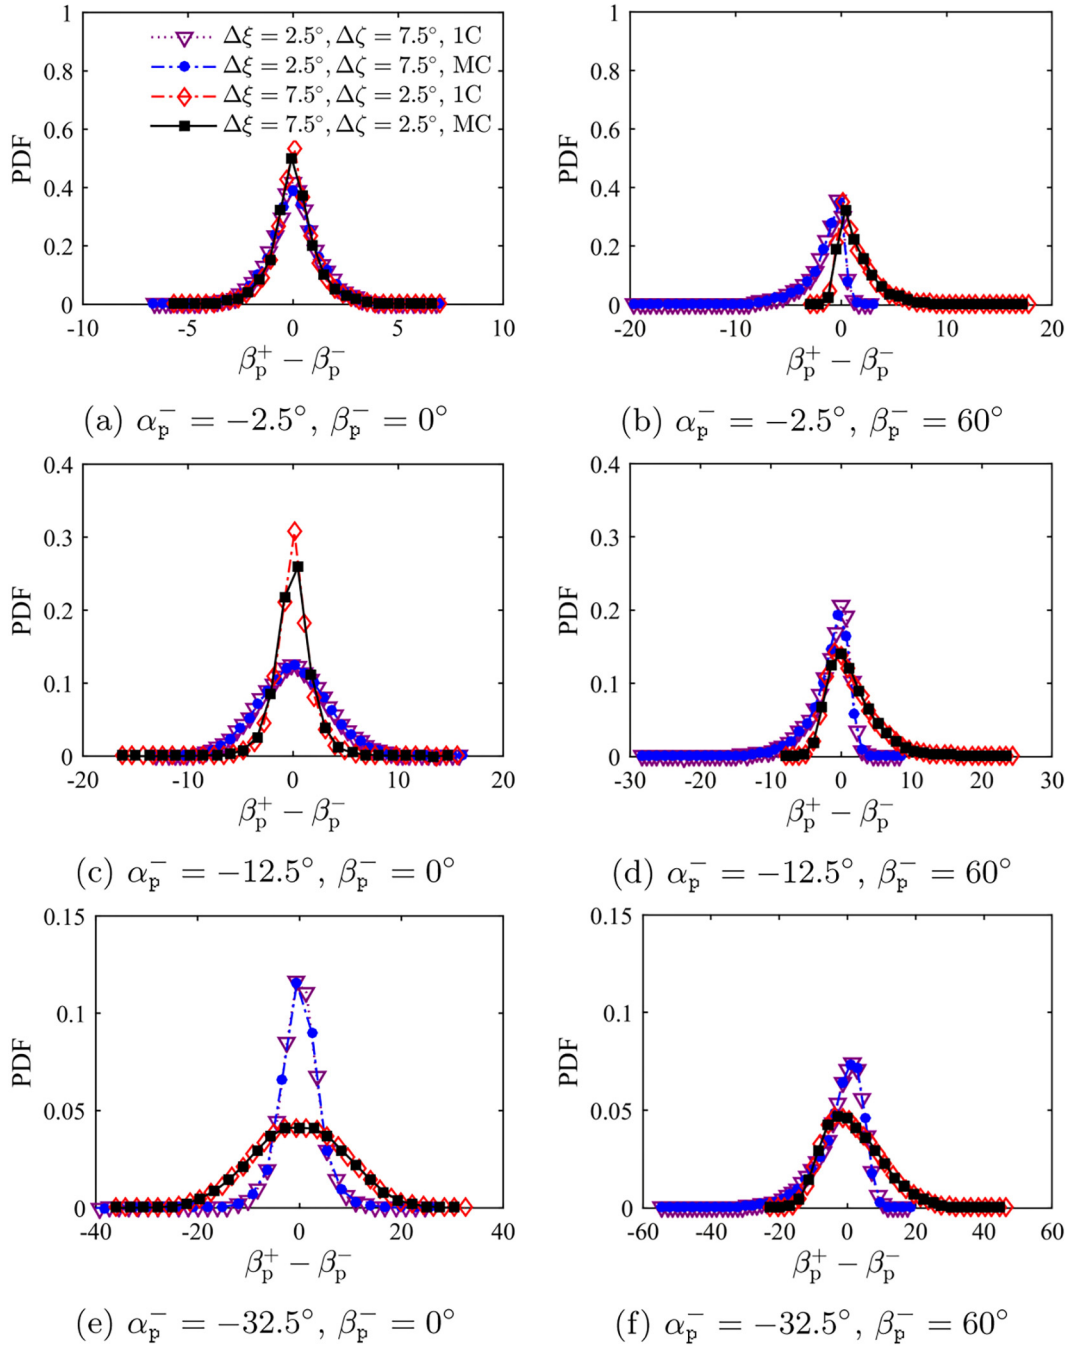 1
0.8
0.6
0.4
0.2
0
PDF
Δξ = 2.5°, Δζ = 7.5°, 1C
Δξ = 2.5°, Δζ = 7.5°, MC
Δξ = 7.5°, Δζ = 2.5°, 1C
Δξ = 7.5°, Δζ = 2.5°, MC
-10 -5 0 5 10
β_p^+ − β_p^-
(a) α_p^- = −2.5°, β_p^- = 0°
1
0.8
0.6
0.4
0.2
0
PDF
-20 -10 0 10 20
β_p^+ − β_p^-
(b) α_p^- = −2.5°, β_p^- = 60°
0.4
0.3
0.2
0.1
0
PDF
-20 -10 0 10 20
β_p^+ − β_p^-
(c) α_p^- = −12.5°, β_p^- = 0°
0.4
0.3
0.2
0.1
0
PDF
-30 -20 -10 0 10 20 30
β_p^+ − β_p^-
(d) α_p^- = −12.5°, β_p^- = 60°
0.15
0.1
0.05
0
PDF
-40 -20 0 20 40
β_p^+ − β_p^-
(e) α_p^- = −32.5°, β_p^- = 0°
0.15
0.1
0.05
0
PDF
-60 -40 -20 0 20 40 60
β_p^+ − β_p^-
(f) α_p^- = −32.5°, β_p^- = 60°